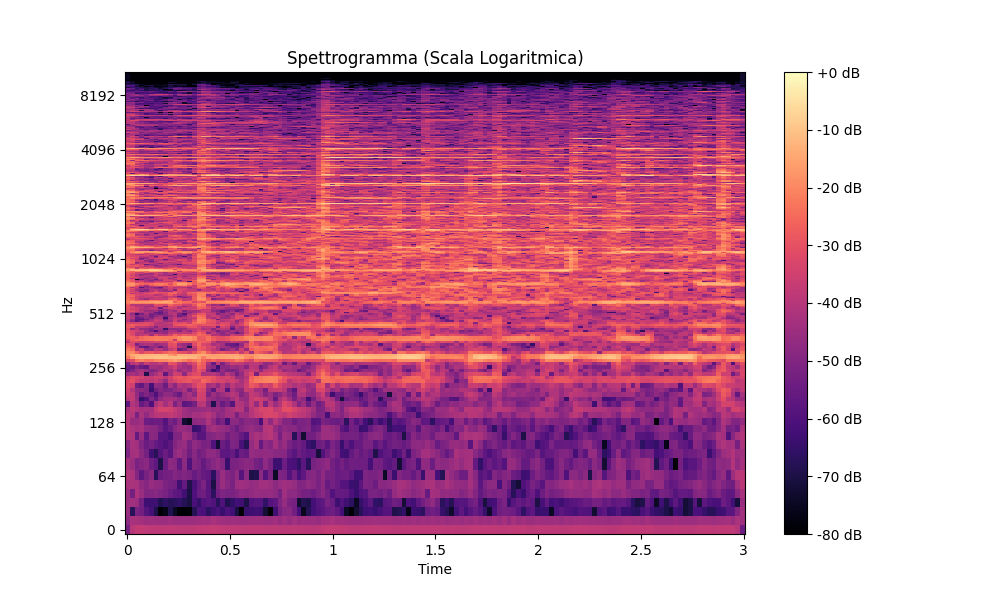 Spettrogramma (Scala Logaritmica)
Hz
8192
4096
2048
1024
512
256
128
64
0
0 0.5 1 1.5 2 2.5 3
Time
+0 dB
-10 dB
-20 dB
-30 dB
-40 dB
-50 dB
-60 dB
-70 dB
-80 dB